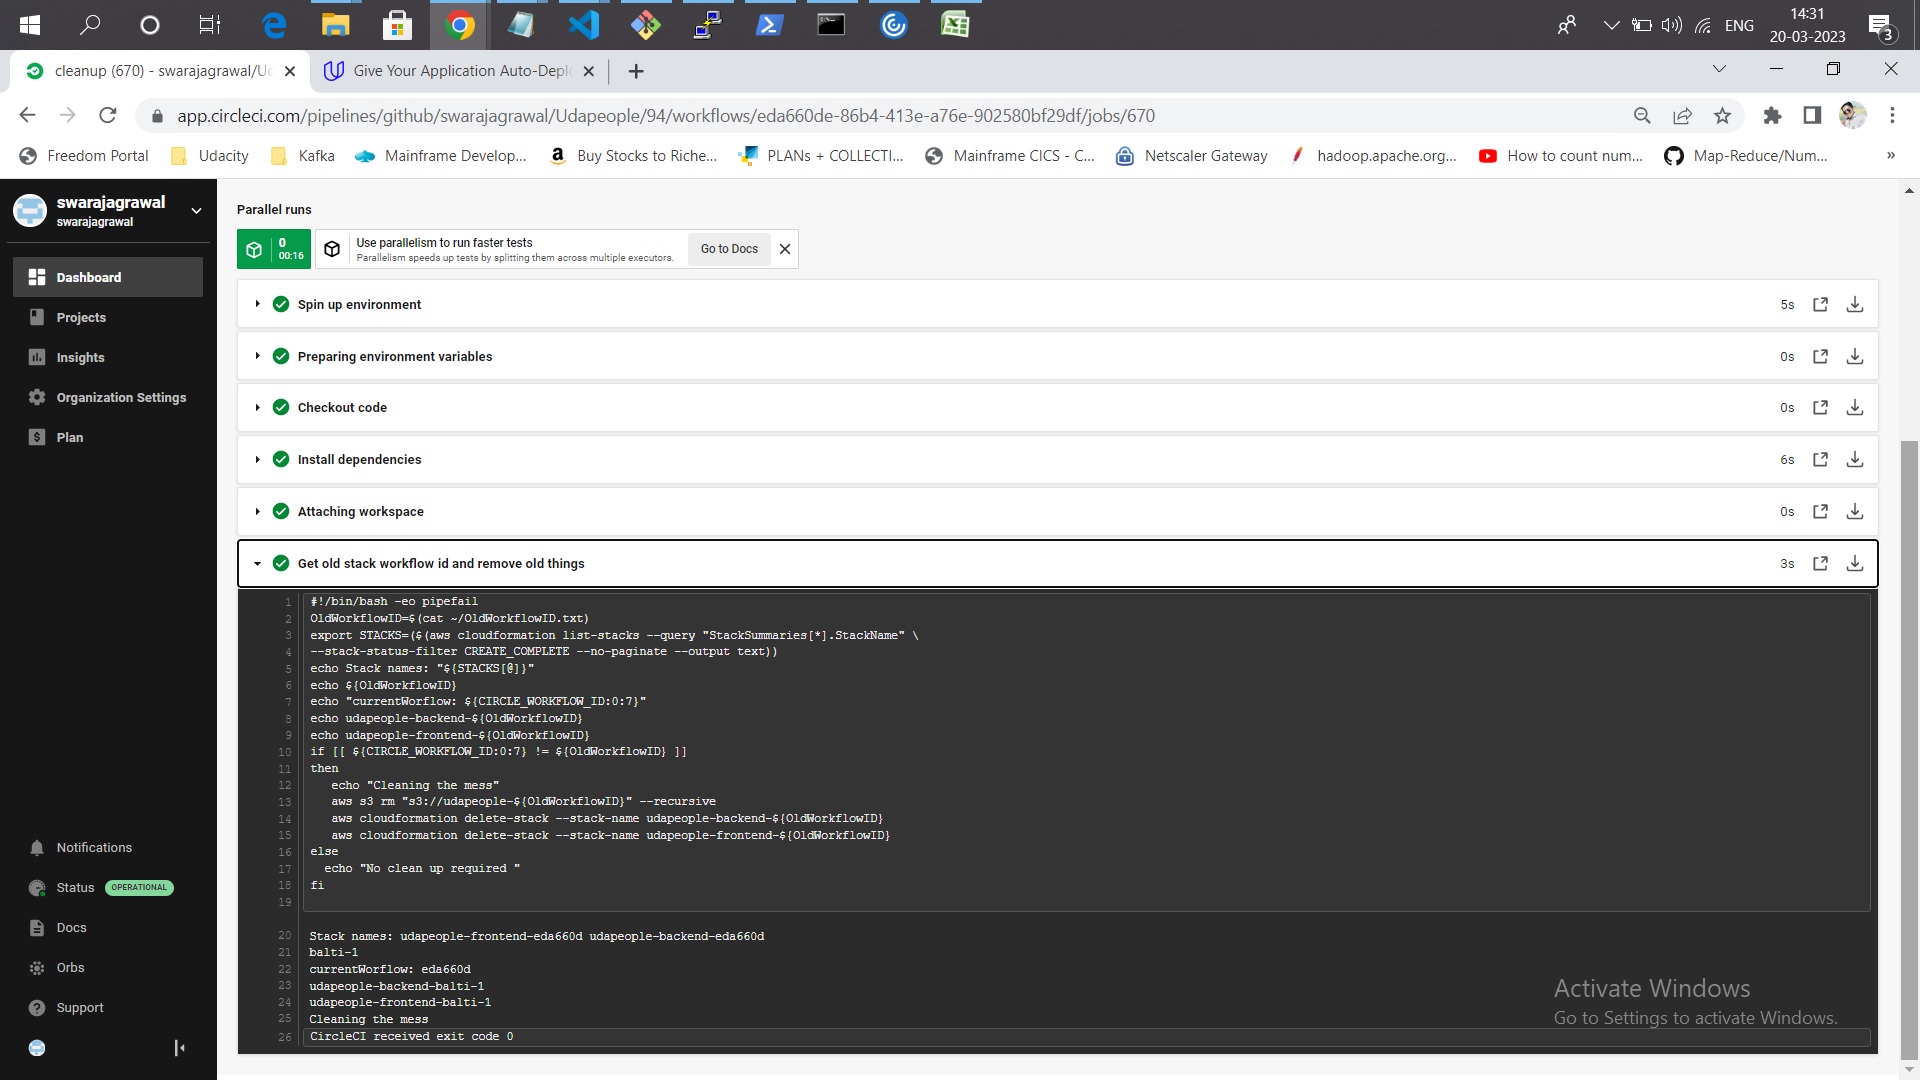 14:31
ENG
20-03-2023
3
cleanup (670) - swarajagrawal/Ud
Give Your Application Auto-Deplo
app.circleci.com/pipelines/github/swarajagrawal/Udapeople/94/workflows/eda660de-86b4-413e-a76e-902580bf29df/jobs/670
Freedom Portal
Udacity
Kafka
Mainframe Develop...
Buy Stocks to Riche...
PLANs + COLLECTI...
Mainframe CICS - C...
Netscaler Gateway
hadoop.apache.org...
How to count num...
Map-Reduce/Num...
»
swarajagrawal
swarajagrawal
Dashboard
Projects
Insights
Organization Settings
Plan
Notifications
Status OPERATIONAL
Docs
Orbs
Support
Parallel runs
0
00:16
Use parallelism to run faster tests
Parallelism speeds up tests by splitting them across multiple executors.
Go to Docs
Spin up environment 5s
Preparing environment variables 0s
Checkout code 0s
Install dependencies 6s
Attaching workspace 0s
Get old stack workflow id and remove old things 3s
1 #!/bin/bash -eo pipefail
2 OldWorkflowID=$(cat ~/OldWorkflowID.txt)
3 export STACKS=($(aws cloudformation list-stacks --query "StackSummaries[*].StackName" \
4 --stack-status-filter CREATE_COMPLETE --no-paginate --output text))
5 echo Stack names: "${STACKS[@]}"
6 echo ${OldWorkflowID}
7 echo "currentWorflow: ${CIRCLE_WORKFLOW_ID:0:7}"
8 echo udapeople-backend-${OldWorkflowID}
9 echo udapeople-frontend-${OldWorkflowID}
10 if [[ ${CIRCLE_WORKFLOW_ID:0:7} != ${OldWorkflowID} ]]
11 then
12 echo "Cleaning the mess"
13 aws s3 rm "s3://udapeople-${OldWorkflowID}" --recursive
14 aws cloudformation delete-stack --stack-name udapeople-backend-${OldWorkflowID}
15 aws cloudformation delete-stack --stack-name udapeople-frontend-${OldWorkflowID}
16 else
17 echo "No clean up required "
18 fi
19
20 Stack names: udapeople-frontend-eda660d udapeople-backend-eda660d
21 balti-1
22 currentWorflow: eda660d
23 udapeople-backend-balti-1
24 udapeople-frontend-balti-1
25 Cleaning the mess
26 CircleCI received exit code 0
Activate Windows
Go to Settings to activate Windows.